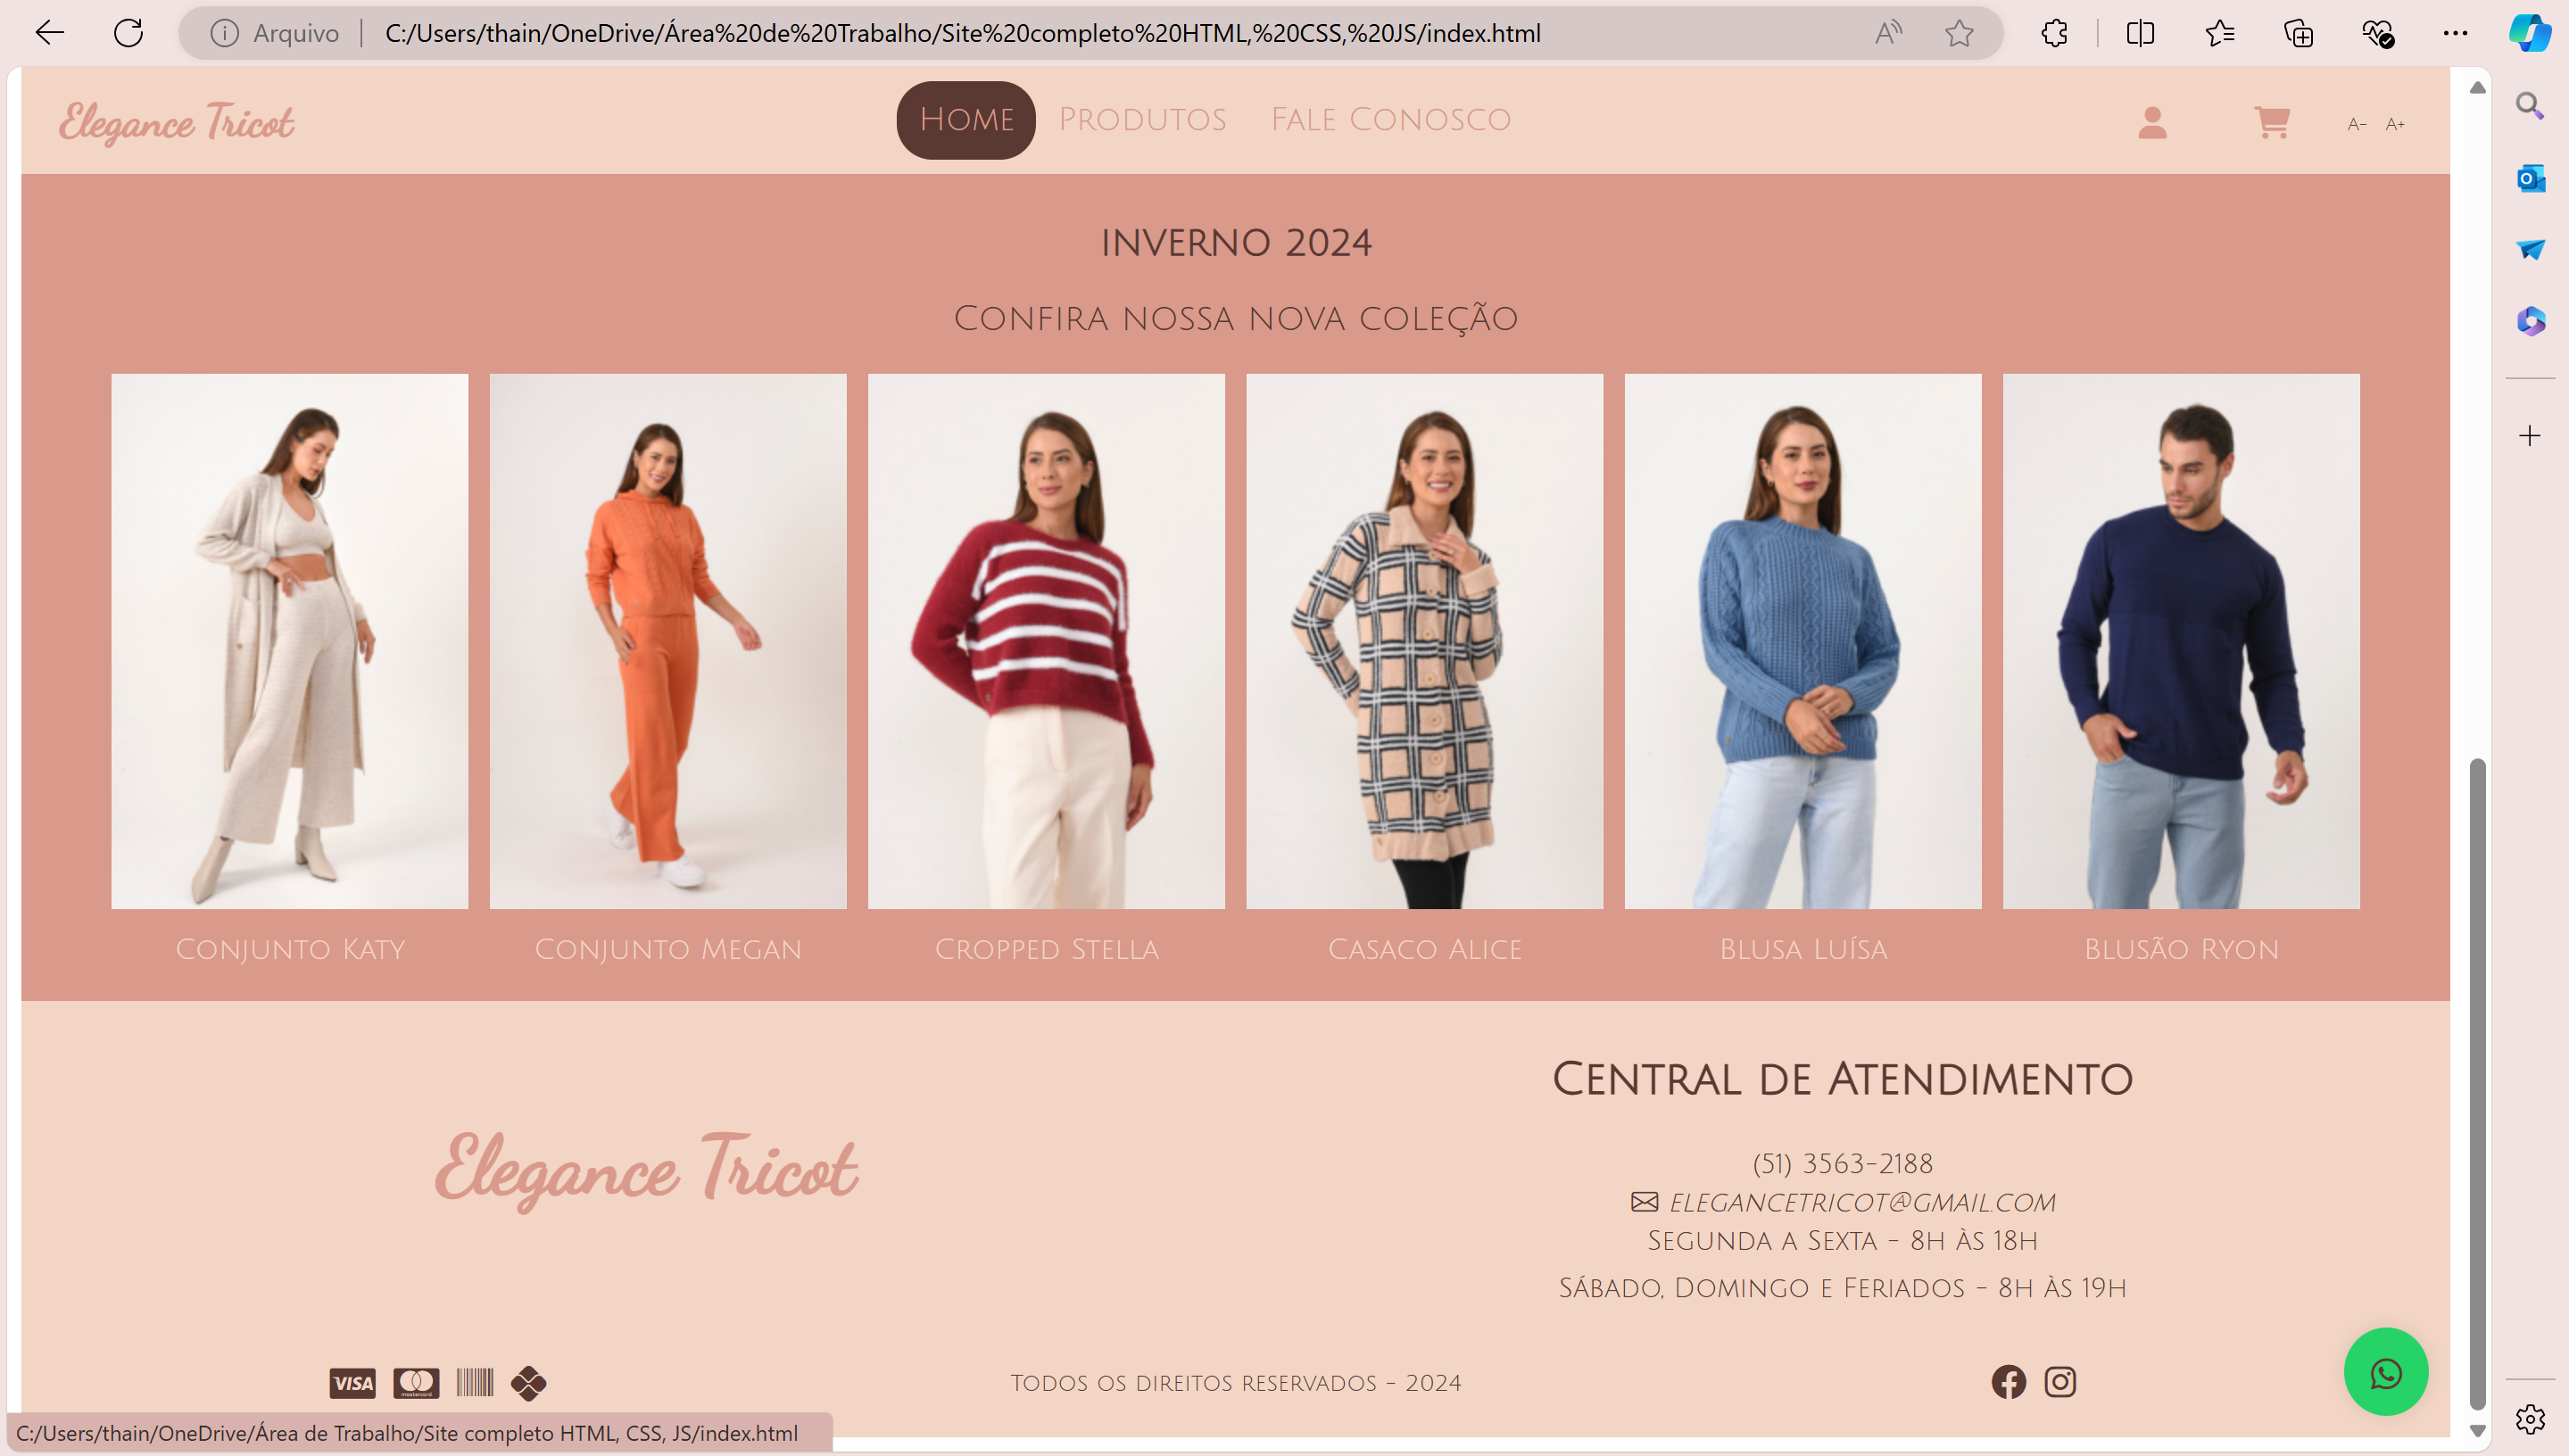 Arquivo C:/Users/thain/OneDrive/Área%20de%20Trabalho/Site%20completo%20HTML,%20CSS,%20JS/index.html
Elegance Tricot Home Produtos Fale Conosco A- A+
INVERNO 2024
Confira nossa nova coleção
Conjunto Katy Conjunto Megan Cropped Stella Casaco Alice Blusa Luísa Blusão Ryon
Elegance Tricot
Central de Atendimento
(51) 3563-2188
elegancetricot@gmail.com
Segunda a Sexta - 8h às 18h
Sábado, Domingo e Feriados - 8h às 19h
VISA mastercard Todos os direitos reservados - 2024
C:/Users/thain/OneDrive/Área de Trabalho/Site completo HTML, CSS, JS/index.html